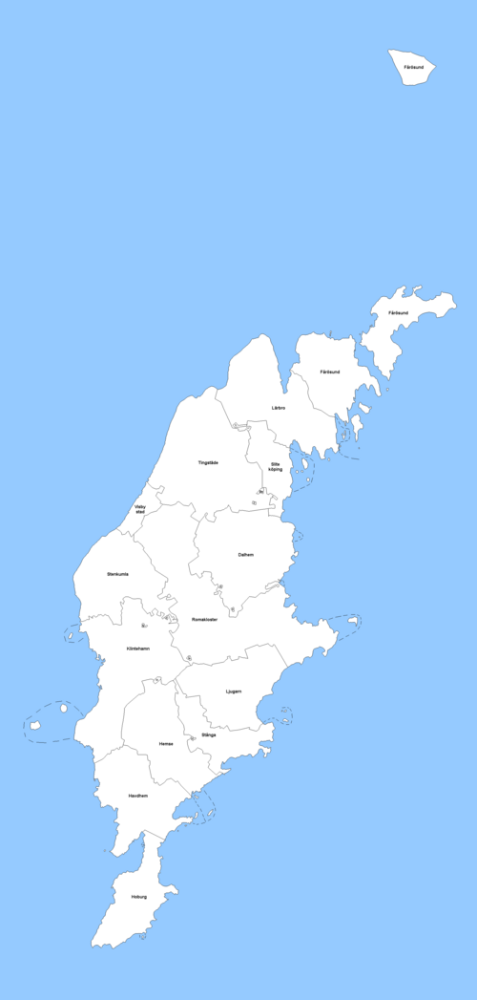 Fårösund
Fårösund
Fårösund
Lärbro
Tingstäde
Slite
köping
Visby
stad
Dalhem
Stenkumla
Romakloster
Klintehamn
Ljugarn
Stånga
Hemse
Havdhem
Hoburg